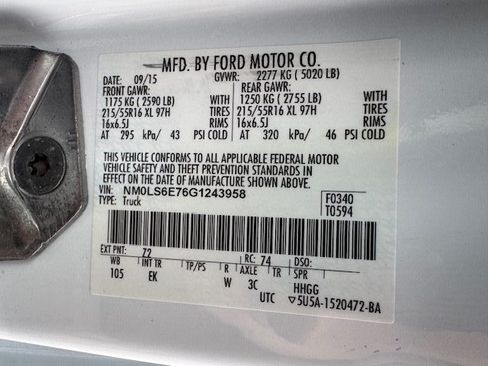 MFD. BY FORD MOTOR CO.
DATE: 09/15 GVWR: 2277 KG ( 5020 LB)
FRONT GAWR: REAR GAWR:
1175 KG ( 2590 LB) WITH 1250 KG ( 2755 LB) WITH
215/55R16 XL 97H TIRES 215/55R16 XL 97H TIRES
16x6.5J RIMS 16x6.5J RIMS
AT 295 kPa/ 43 PSI COLD AT 320 kPa/ 46 PSI COLD
THIS VEHICLE CONFORMS TO ALL APPLICABLE FEDERAL MOTOR
VEHICLE SAFETY AND THEFT PREVENTION STANDARDS IN EFFECT
ON THE DATE OF MANUFACTURE SHOWN ABOVE.
VIN: NM0LS6E76G1243958 F0340
TYPE: Truck T0594
EXT PNT: 72 RC: 74 DSO:
WB INT TR TP/PS R AXLE TR SPR
105 EK W 3C HHGG
UTC ▽5U5A-1520472-BA